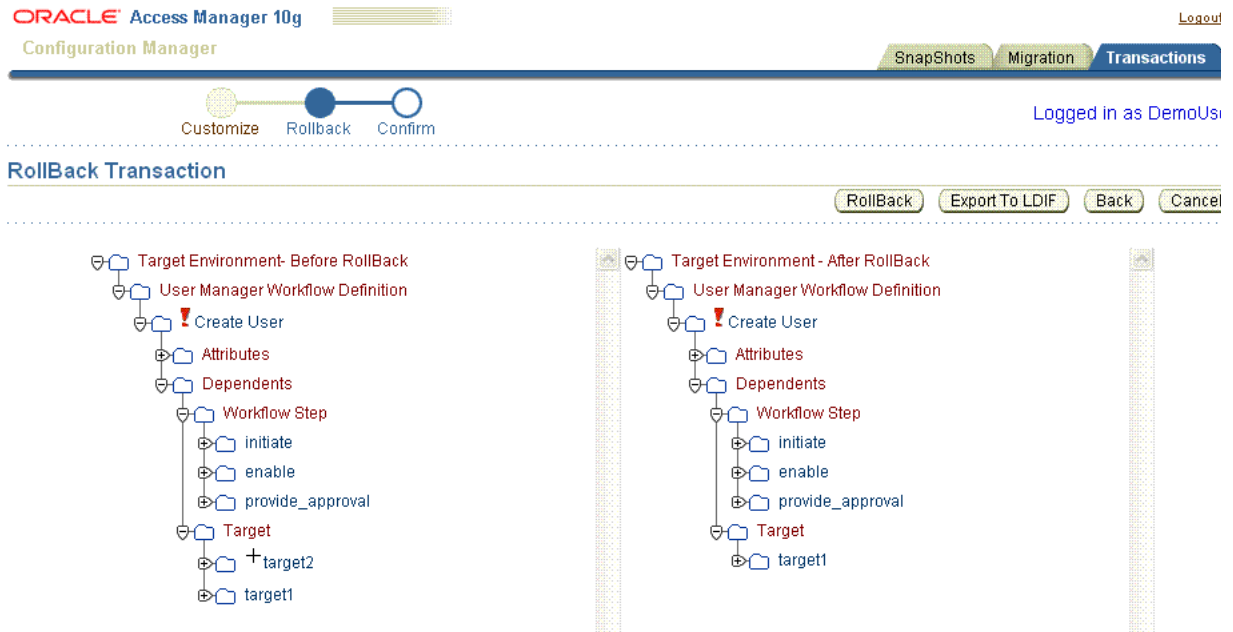 ORACLE Access Manager 10g
Logout
Configuration Manager
SnapShots Migration Transactions
Customize Rollback Confirm
Logged in as DemoUse
RollBack Transaction
RollBack Export To LDIF Back Cancel
Target Environment- Before RollBack
User Manager Workflow Definition
Create User
Attributes
Dependents
Workflow Step
initiate
enable
provide_approval
Target
target2
target1
Target Environment - After RollBack
User Manager Workflow Definition
Create User
Attributes
Dependents
Workflow Step
initiate
enable
provide_approval
Target
target1